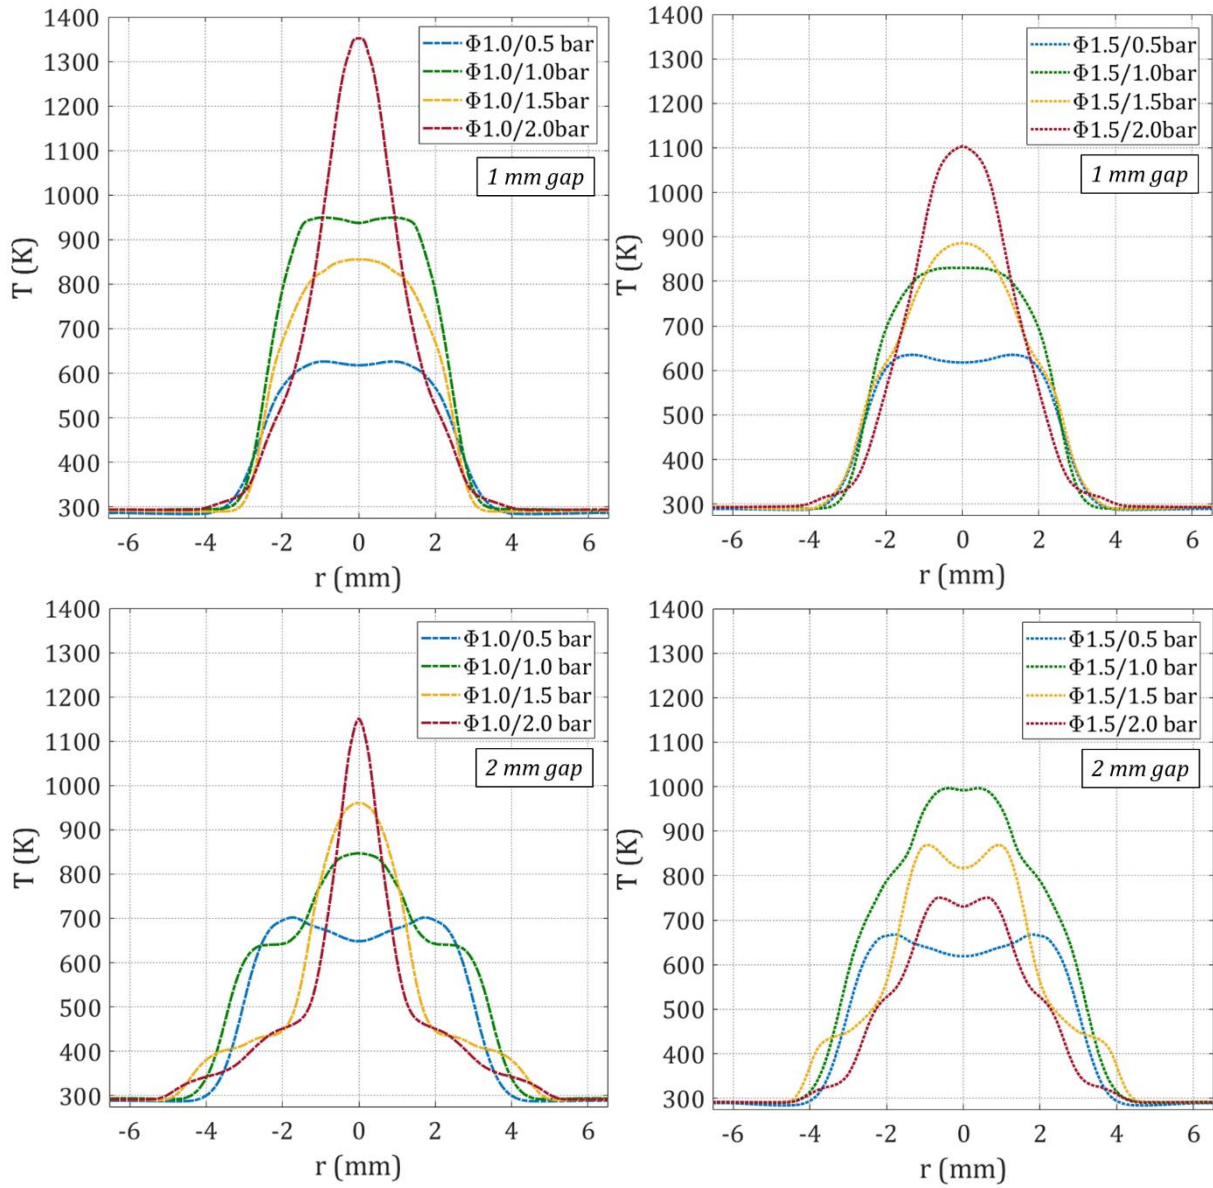 1400
1300
1200
1100
1000
900
800
700
600
500
400
300
T (K)
-6 -4 -2 0 2 4 6
r (mm)
Φ1.0/0.5 bar
Φ1.0/1.0bar
Φ1.0/1.5bar
Φ1.0/2.0bar
1 mm gap
1400
1300
1200
1100
1000
900
800
700
600
500
400
300
T (K)
-6 -4 -2 0 2 4 6
r (mm)
Φ1.5/0.5bar
Φ1.5/1.0bar
Φ1.5/1.5bar
Φ1.5/2.0bar
1 mm gap
1400
1300
1200
1100
1000
900
800
700
600
500
400
300
T (K)
-6 -4 -2 0 2 4 6
r (mm)
Φ1.0/0.5 bar
Φ1.0/1.0 bar
Φ1.0/1.5 bar
Φ1.0/2.0 bar
2 mm gap
1400
1300
1200
1100
1000
900
800
700
600
500
400
300
T (K)
-6 -4 -2 0 2 4 6
r (mm)
Φ1.5/0.5 bar
Φ1.5/1.0 bar
Φ1.5/1.5 bar
Φ1.5/2.0 bar
2 mm gap